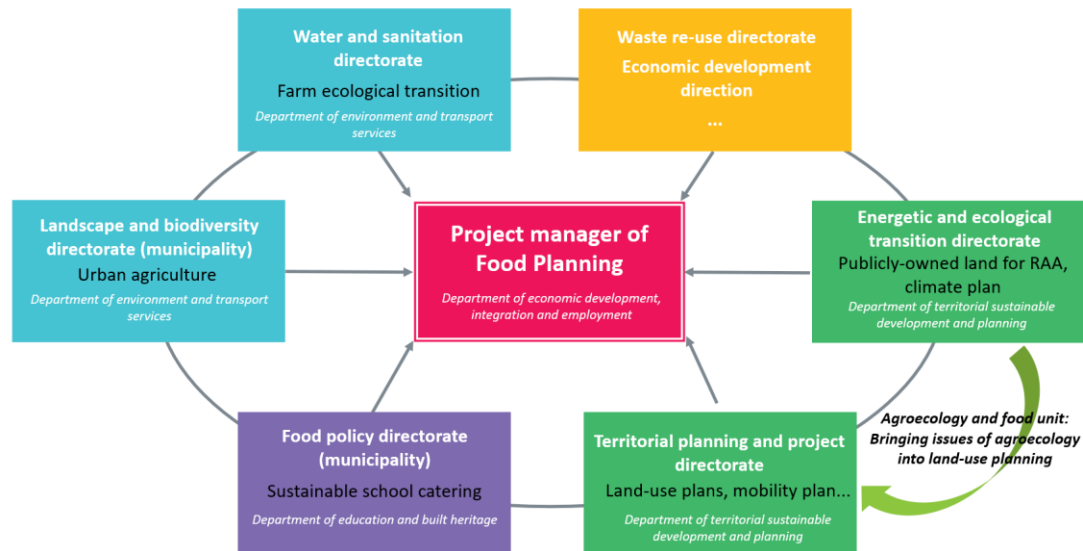 Water and sanitation
directorate
Farm ecological transition
Department of environment and transport
services
Waste re-use directorate
Economic development
direction
...
Landscape and biodiversity
directorate (municipality)
Urban agriculture
Department of environment and transport
services
Project manager of
Food Planning
Department of economic development,
integration and employment
Energetic and ecological
transition directorate
Publicly-owned land for RAA,
climate plan
Department of territorial sustainable
development and planning
Agroecology and food unit:
Bringing issues of agroecology
into land-use planning
Food policy directorate
(municipality)
Sustainable school catering
Department of education and built heritage
Territorial planning and project
directorate
Land-use plans, mobility plan...
Department of territorial sustainable
development and planning